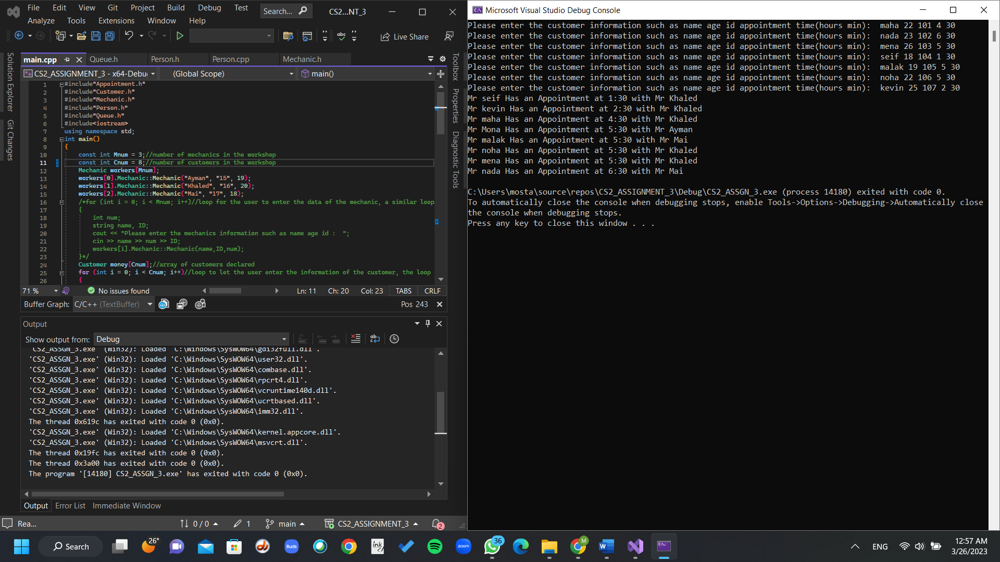 File Edit View Git Project Build Debug Test Search... CS2...NT_3
Analyze Tools Extensions Window Help
Live Share
main.cpp Queue.h Person.h Person.cpp Mechanic.h
CS2_ASSIGNMENT_3 - x64-Debu (Global Scope) main()
Solution Explorer
Git Changes
Toolbox
Properties
Diagnostic Tools
1 #include"Appointment.h"
2 #include"Customer.h"
3 #include"Mechanic.h"
4 #include"Person.h"
5 #include"Queue.h"
6 #include<iostream>
7 using namespace std;
8 int main()
9 {
10 const int Mnum = 3;//number of mechanics in the workshop
11 const int Cnum = 8;//number of customers in the workshop
12 Mechanic workers[Mnum];
13 workers[0].Mechanic::Mechanic("Ayman", "15", 19);
14 workers[1].Mechanic::Mechanic("Khaled", "16", 20);
15 workers[2].Mechanic::Mechanic("Mai", "17", 18);
16 /*for (int i = 0; i < Mnum; i++)//loop for the user to enter the data of the mechanic, a similar loop
17 {
18 int num;
19 string name, ID;
20 cout << "Please enter the mechanics information such as name age id :  ";
21 cin >> name >> num >> ID;
22 workers[i].Mechanic::Mechanic(name,ID,num);
23 }*/
24 Customer money[Cnum];//array of customers declared
25 for (int i = 0; i < Cnum; i++)//loop to let the user enter the information of the customer, the loop
26 {
71 % No issues found Ln: 11 Ch: 20 Col: 23 TABS CRLF
Buffer Graph: C/C++ (TextBuffer) Pos 243
Output
Show output from: Debug
'CS2_ASSGN_3.exe' (Win32): Loaded 'C:\Windows\SysWOW64\gdi32full.dll'.
'CS2_ASSGN_3.exe' (Win32): Loaded 'C:\Windows\SysWOW64\user32.dll'.
'CS2_ASSGN_3.exe' (Win32): Loaded 'C:\Windows\SysWOW64\combase.dll'.
'CS2_ASSGN_3.exe' (Win32): Loaded 'C:\Windows\SysWOW64\rpcrt4.dll'.
'CS2_ASSGN_3.exe' (Win32): Loaded 'C:\Windows\SysWOW64\vcruntime140d.dll'.
'CS2_ASSGN_3.exe' (Win32): Loaded 'C:\Windows\SysWOW64\ucrtbased.dll'.
'CS2_ASSGN_3.exe' (Win32): Loaded 'C:\Windows\SysWOW64\imm32.dll'.
The thread 0x619c has exited with code 0 (0x0).
'CS2_ASSGN_3.exe' (Win32): Loaded 'C:\Windows\SysWOW64\kernel.appcore.dll'.
'CS2_ASSGN_3.exe' (Win32): Loaded 'C:\Windows\SysWOW64\msvcrt.dll'.
The thread 0x19fc has exited with code 0 (0x0).
The thread 0x3a00 has exited with code 0 (0x0).
The program '[14180] CS2_ASSGN_3.exe' has exited with code 0 (0x0).
Output Error List Immediate Window
Rea... 0 / 0 1 main CS2_ASSIGNMENT_3 2
Microsoft Visual Studio Debug Console
Please enter the customer information such as name age id appointment time(hours min):  maha 22 101 4 30
Please enter the customer information such as name age id appointment time(hours min):  nada 23 102 6 30
Please enter the customer information such as name age id appointment time(hours min):  mena 26 103 5 30
Please enter the customer information such as name age id appointment time(hours min):  seif 18 104 1 30
Please enter the customer information such as name age id appointment time(hours min):  malak 19 105 5 30
Please enter the customer information such as name age id appointment time(hours min):  noha 22 106 5 30
Please enter the customer information such as name age id appointment time(hours min):  kevin 25 107 2 30
Mr seif Has an Appointment at 1:30 with Mr Khaled
Mr kevin Has an Appointment at 2:30 with Mr Khaled
Mr maha Has an Appointment at 4:30 with Mr Khaled
Mr Mona Has an Appointment at 5:30 with Mr Ayman
Mr malak Has an Appointment at 5:30 with Mr Mai
Mr noha Has an Appointment at 5:30 with Mr Khaled
Mr mena Has an Appointment at 5:30 with Mr Khaled
Mr nada Has an Appointment at 6:30 with Mr Mai
C:\Users\mosta\source\repos\CS2_ASSIGNMENT_3\Debug\CS2_ASSGN_3.exe (process 14180) exited with code 0.
To automatically close the console when debugging stops, enable Tools->Options->Debugging->Automatically close
the console when debugging stops.
Press any key to close this window . . .
Search 26° Buds ink zoom 36 M W ENG 12:57 AM
3/26/2023